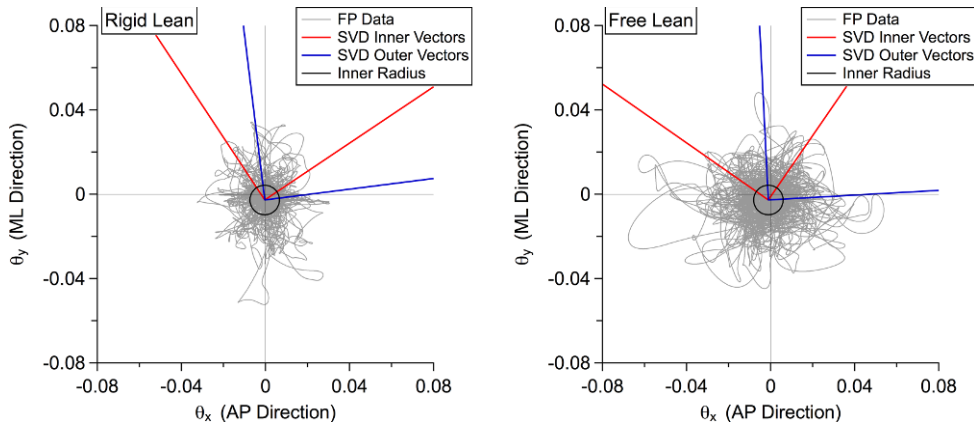 Rigid Lean
FP Data
SVD Inner Vectors
SVD Outer Vectors
Inner Radius
0.08
0.04
0
-0.04
-0.08
θy (ML Direction)
-0.08 -0.04 0 0.04 0.08
θx (AP Direction)
Free Lean
FP Data
SVD Inner Vectors
SVD Outer Vectors
Inner Radius
0.08
0.04
0
-0.04
-0.08
θy (ML Direction)
-0.08 -0.04 0 0.04 0.08
θx (AP Direction)